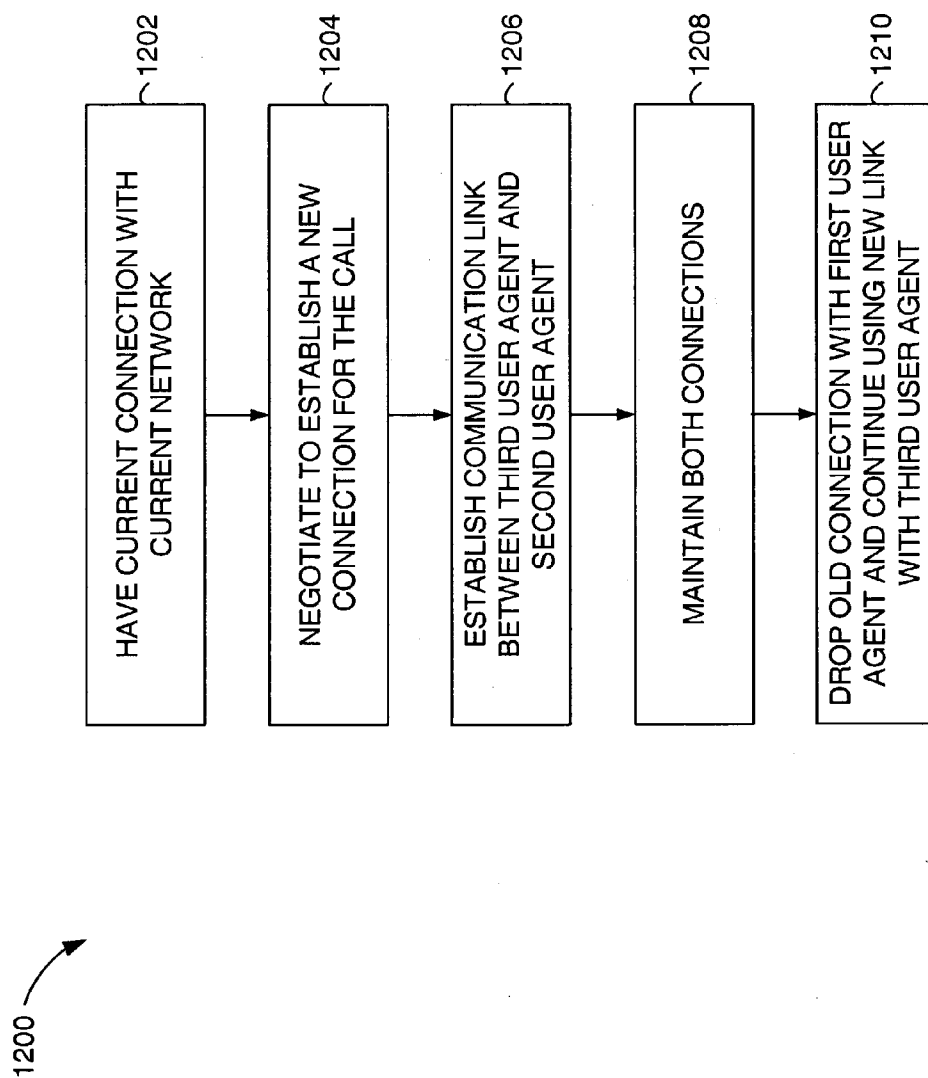 1200
HAVE CURRENT CONNECTION WITH
CURRENT NETWORK
1202
NEGOTIATE TO ESTABLISH A NEW
CONNECTION FOR THE CALL
1204
ESTABLISH COMMUNICATION LINK
BETWEEN THIRD USER AGENT AND
SECOND USER AGENT
1206
MAINTAIN BOTH CONNECTIONS
1208
DROP OLD CONNECTION WITH FIRST USER
AGENT AND CONTINUE USING NEW LINK
WITH THIRD USER AGENT
1210